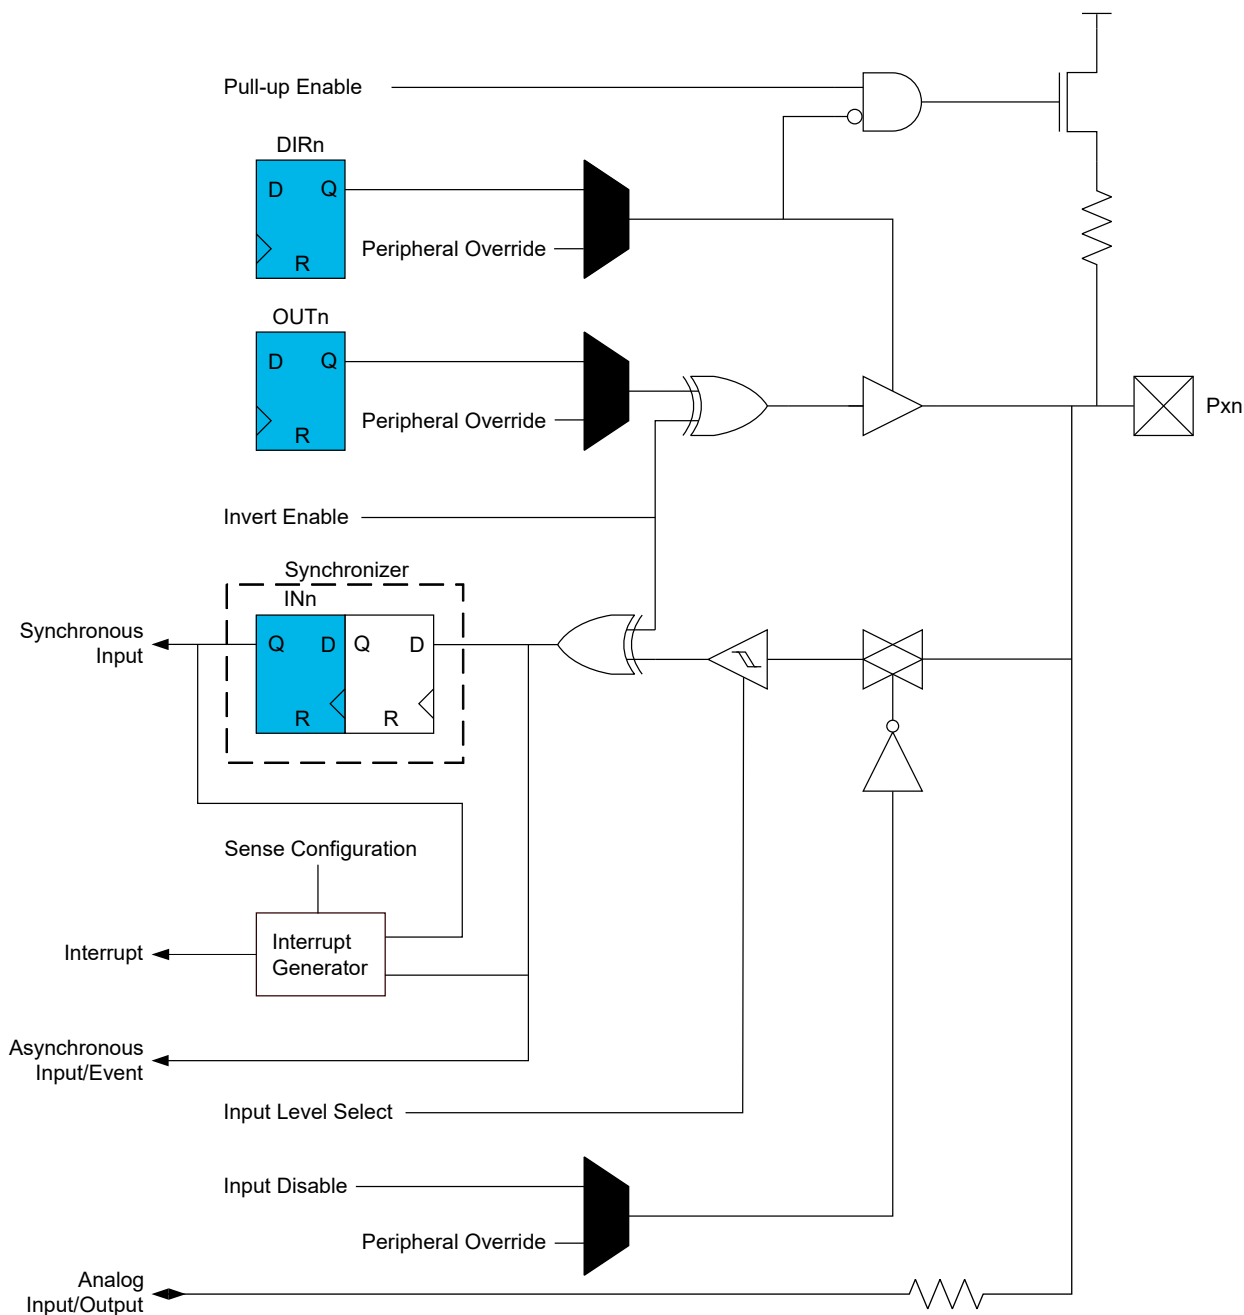 Pull-up Enable
DIRn
D Q
Peripheral Override
R
OUTn
D Q
Peripheral Override
R
Pxn
Invert Enable
Synchronizer
INn
Synchronous
Input
Q D Q D
R R
Sense Configuration
Interrupt
Interrupt
Generator
Asynchronous
Input/Event
Input Level Select
Input Disable
Peripheral Override
Analog
Input/Output